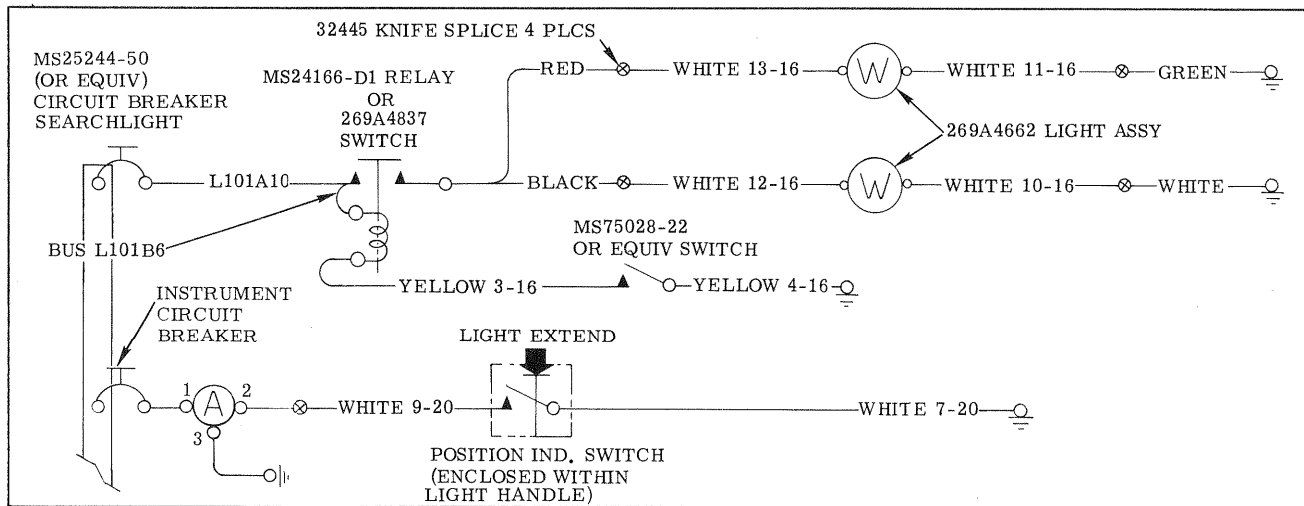 32445 KNIFE SPLICE 4 PLCS
MS25244-50
(OR EQUIV)
CIRCUIT BREAKER
SEARCHLIGHT
MS24166-D1 RELAY
OR
269A4837
SWITCH
RED
WHITE 13-16
W
WHITE 11-16
GREEN
269A4662 LIGHT ASSY
L101A10
BLACK
WHITE 12-16
W
WHITE 10-16
WHITE
BUS L101B6
MS75028-22
OR EQUIV SWITCH
YELLOW 3-16
YELLOW 4-16
INSTRUMENT
CIRCUIT
BREAKER
LIGHT EXTEND
1
A
2
3
WHITE 9-20
WHITE 7-20
POSITION IND. SWITCH
(ENCLOSED WITHIN
LIGHT HANDLE)